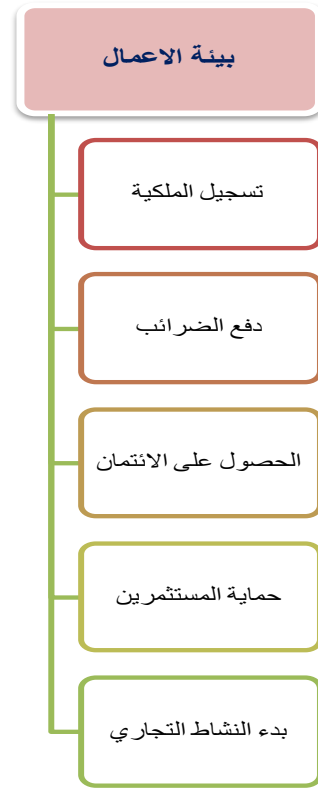 بيئة الاعمال
تسجيل الملكية
دفع الضرائب
الحصول على الائتمان
حماية المستثمرين
بدء النشاط التجاري